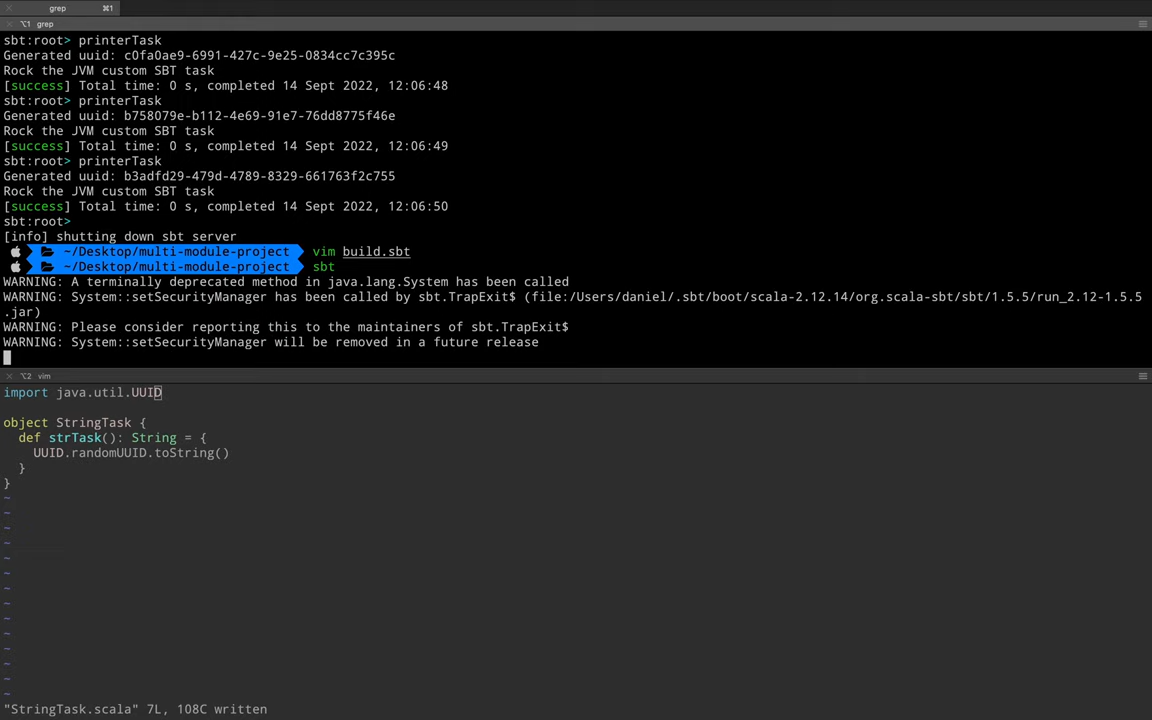 grep ⌘1
⌥1 grep
sbt:root> printerTask
Generated uuid: c0fa0ae9-6991-427c-9e25-0834cc7c395c
Rock the JVM custom SBT task
[success] Total time: 0 s, completed 14 Sept 2022, 12:06:48
sbt:root> printerTask
Generated uuid: b758079e-b112-4e69-91e7-76dd8775f46e
Rock the JVM custom SBT task
[success] Total time: 0 s, completed 14 Sept 2022, 12:06:49
sbt:root> printerTask
Generated uuid: b3adfd29-479d-4789-8329-661763f2c755
Rock the JVM custom SBT task
[success] Total time: 0 s, completed 14 Sept 2022, 12:06:50
sbt:root>
[info] shutting down sbt server
~/Desktop/multi-module-project vim build.sbt
~/Desktop/multi-module-project sbt
WARNING: A terminally deprecated method in java.lang.System has been called
WARNING: System::setSecurityManager has been called by sbt.TrapExit$ (file:/Users/daniel/.sbt/boot/scala-2.12.14/org.scala-sbt/sbt/1.5.5/run_2.12-1.5.5
.jar)
WARNING: Please consider reporting this to the maintainers of sbt.TrapExit$
WARNING: System::setSecurityManager will be removed in a future release
⌥2 vim
import java.util.UUID
object StringTask {
  def strTask(): String = {
    UUID.randomUUID.toString()
  }
}
~
~
~
~
~
~
~
~
~
~
~
~
~
~
"StringTask.scala" 7L, 108C written